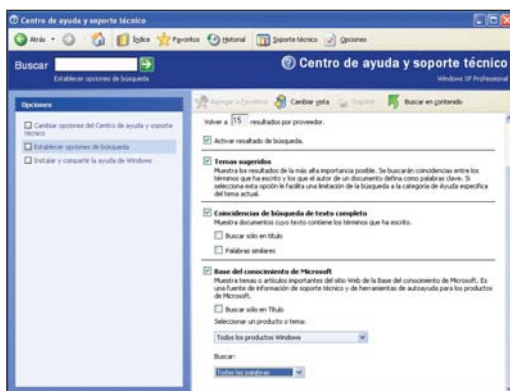 Centro de ayuda y soporte técnico
Atrás
Índice
Favoritos
Historial
Soporte técnico
Opciones
Buscar
Establecer opciones de búsqueda
Centro de ayuda y soporte técnico
Windows XP Professional
Opciones
Cambiar opciones del Centro de ayuda y soporte
técnico
Establecer opciones de búsqueda
Instalar y compartir la ayuda de Windows
Agregar a Favoritos
Cambiar vista
Imprimir...
Buscar en contenido
Volver a 15 resultados por proveedor.
Activar resaltado de búsqueda.
Temas sugeridos
Muestra los resultados de la más alta importancia posible. Se buscarán coincidencias entre los
términos que ha escrito y los que el autor de un documento defina como palabras clave. Si
selecciona esta opción le facilita una limitación de la búsqueda a la categoría de Ayuda específica
del tema actual.
Coincidencias de búsqueda de texto completo
Muestra documentos cuyo texto contiene los términos que ha escrito.
Buscar sólo en título
Palabras similares
Base del conocimiento de Microsoft
Muestra temas o artículos importantes del sitio Web de la Base del conocimiento de Microsoft. Es
una fuente de información de soporte técnico y de herramientas de autoayuda para los productos
de Microsoft.
Buscar sólo en Título
Seleccionar un producto o tema:
Todos los productos Windows
Buscar:
Todas las palabras